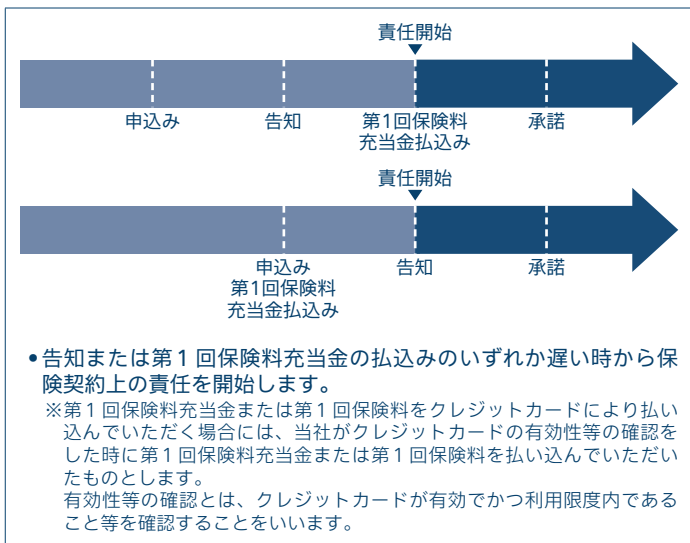 責任開始
申込み 告知 第1回保険料 承諾
充当金払込み
責任開始
申込み 告知 承諾
第1回保険料
充当金払込み
•告知または第1回保険料充当金の払込みのいずれか遅い時から保
険契約上の責任を開始します。
※第1回保険料充当金または第1回保険料をクレジットカードにより払い
込んでいただく場合には、当社がクレジットカードの有効性等の確認を
した時に第1回保険料充当金または第1回保険料を払い込んでいただい
たものとします。
有効性等の確認とは、クレジットカードが有効でかつ利用限度内である
こと等を確認することをいいます。